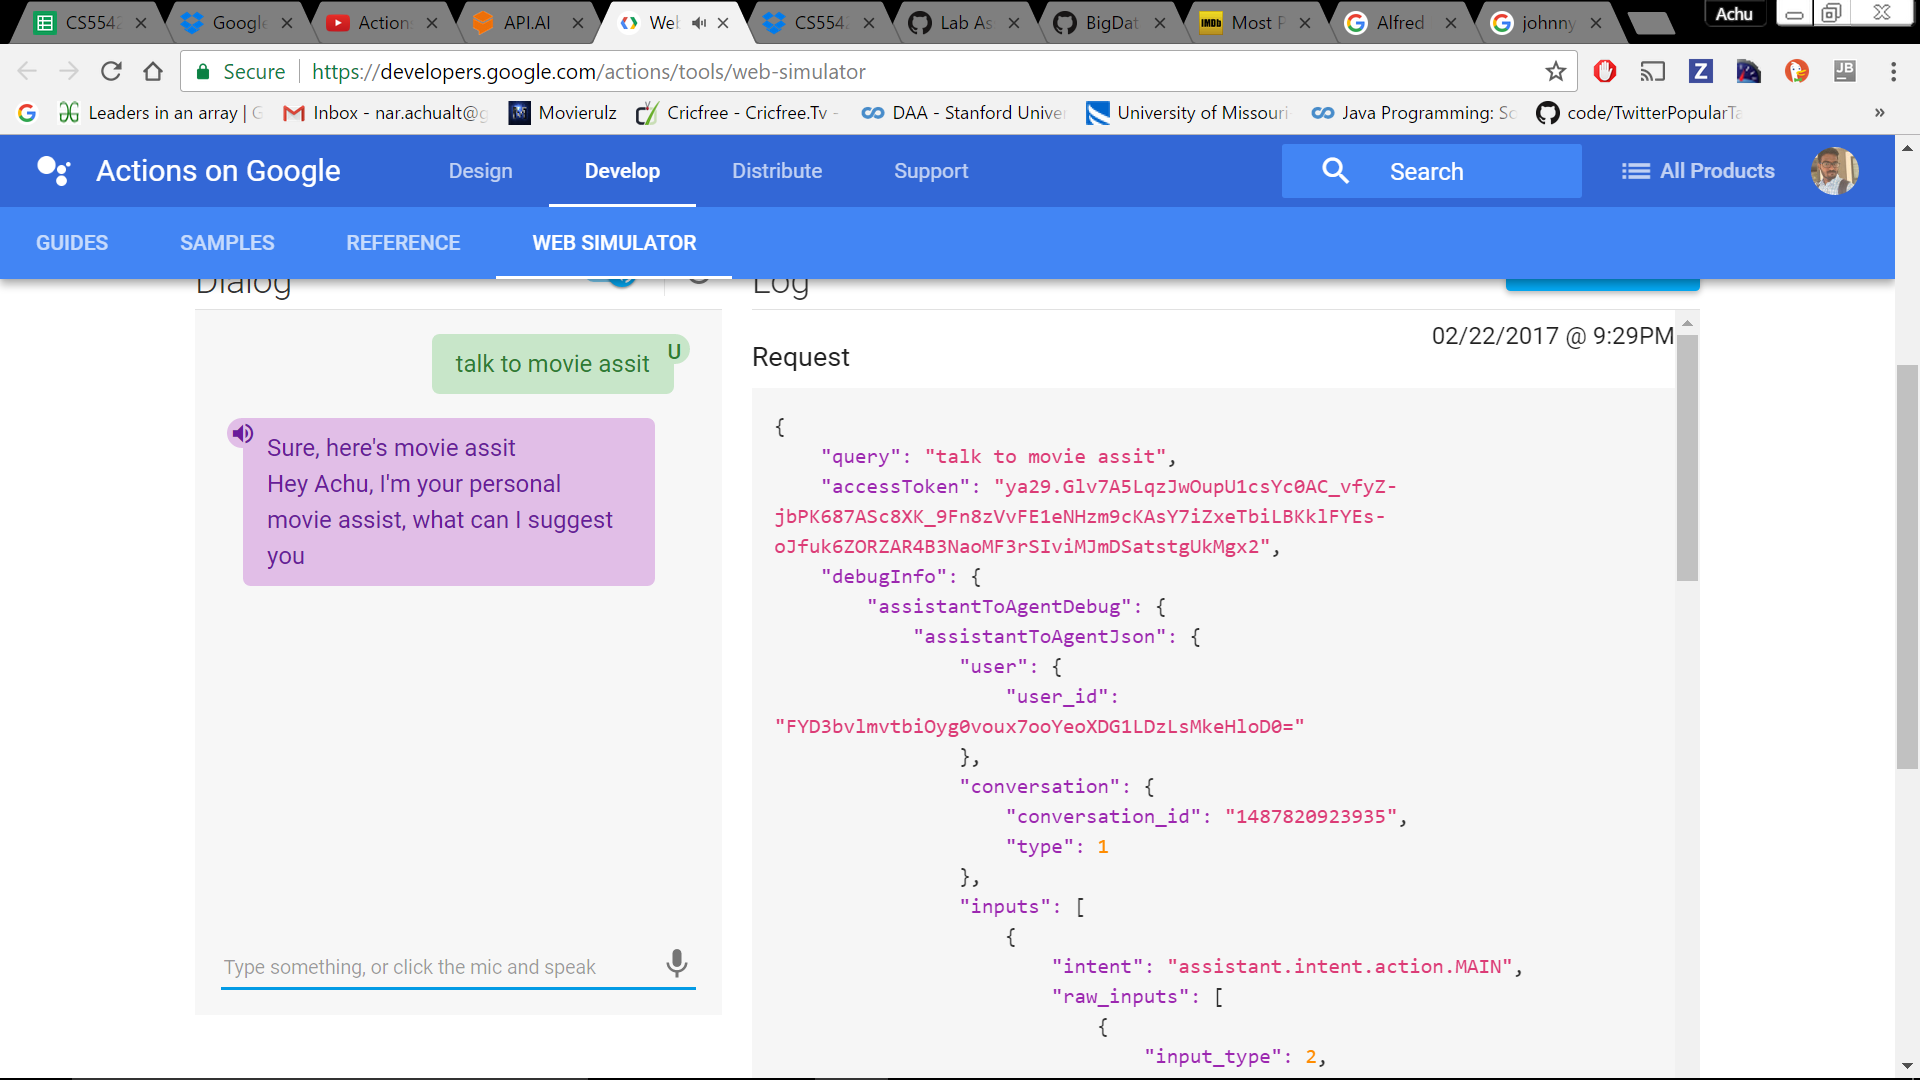 CS5542
Google
Actions
API.AI
Web
CS5542
Lab As
BigDat
Most P
Alfred
johnny
Achu
Secure
https://developers.google.com/actions/tools/web-simulator
Leaders in an array | G
Inbox - nar.achualt@g
Movierulz
Cricfree - Cricfree.Tv -
DAA - Stanford Univer
University of Missouri
Java Programming: So
code/TwitterPopularTa
»
Actions on Google
Design
Develop
Distribute
Support
Search
All Products
GUIDES
SAMPLES
REFERENCE
WEB SIMULATOR
Dialog
Log
talk to movie assit
U
Sure, here's movie assit
Hey Achu, I'm your personal
movie assist, what can I suggest
you
Type something, or click the mic and speak
02/22/2017 @ 9:29PM
Request
{
"query": "talk to movie assit",
"accessToken": "ya29.Glv7A5LqzJwOupU1csYc0AC_vfyZ-
jbPK687ASc8XK_9Fn8zVvFE1eNHzm9cKAsY7iZxeTbiLBKklFYEs-
oJfuk6ZORZAR4B3NaoMF3rSIviMJmDSatstgUkMgx2",
"debugInfo": {
"assistantToAgentDebug": {
"assistantToAgentJson": {
"user": {
"user_id":
"FYD3bvlmvtbiOyg0voux7ooYeoXDG1LDzLsMkeHloD0="
},
"conversation": {
"conversation_id": "1487820923935",
"type": 1
},
"inputs": [
{
"intent": "assistant.intent.action.MAIN",
"raw_inputs": [
{
"input_type": 2,